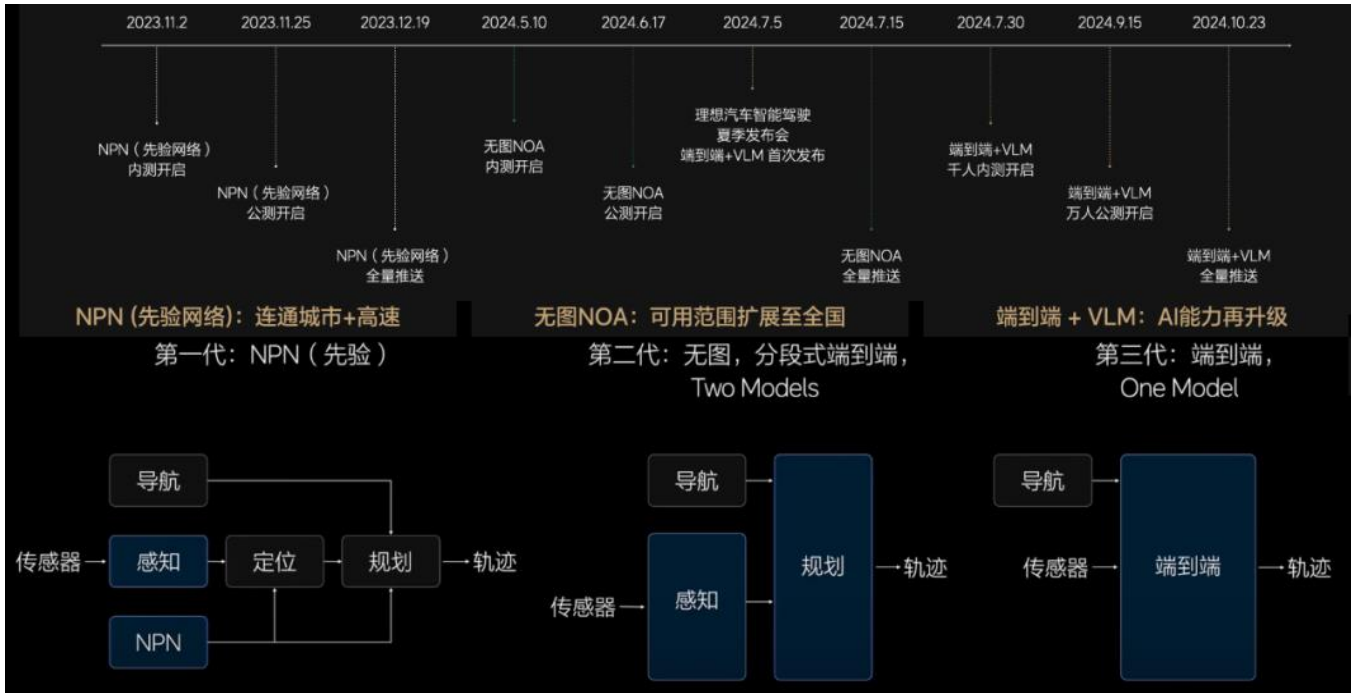 2023.11.2
2023.11.25
2023.12.19
2024.5.10
2024.6.17
2024.7.5
2024.7.15
2024.7.30
2024.9.15
2024.10.23
NPN（先验网络）
内测开启
NPN（先验网络）
公测开启
NPN（先验网络）
全量推送
无图NOA
内测开启
无图NOA
公测开启
理想汽车智能驾驶
夏季发布会
端到端+VLM 首次发布
无图NOA
全量推送
端到端+VLM
千人内测开启
端到端+VLM
万人公测开启
端到端+VLM
全量推送
NPN (先验网络)：连通城市+高速
无图NOA：可用范围扩展至全国
端到端 + VLM：AI能力再升级
第一代：NPN（先验）
第二代：无图，分段式端到端，
Two Models
第三代：端到端，
One Model
导航
传感器
感知
定位
规划
轨迹
NPN
导航
传感器
感知
规划
轨迹
导航
传感器
端到端
轨迹